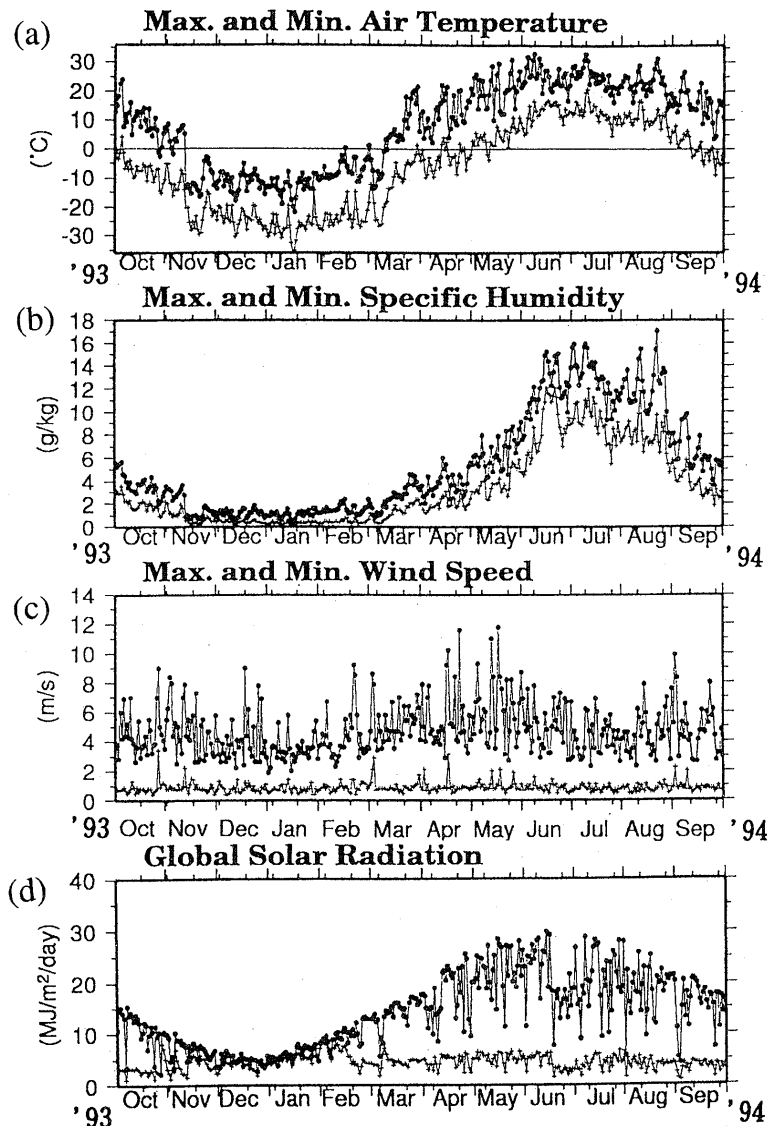 Max. and Min. Air Temperature
(a)
30
20
10
0
-10
-20
-30
(°C)
Oct Nov Dec Jan Feb Mar Apr May Jun Jul Aug Sep
'93 '94
Max. and Min. Specific Humidity
(b)
18
16
14
12
10
8
6
4
2
0
(g/kg)
Oct Nov Dec Jan Feb Mar Apr May Jun Jul Aug Sep
'93 '94
Max. and Min. Wind Speed
(c)
14
12
10
8
6
4
2
0
(m/s)
'93 Oct Nov Dec Jan Feb Mar Apr May Jun Jul Aug Sep '94
Global Solar Radiation
(d)
40
30
20
10
0
(MJ/m²/day)
Oct Nov Dec Jan Feb Mar Apr May Jun Jul Aug Sep
'93 '94